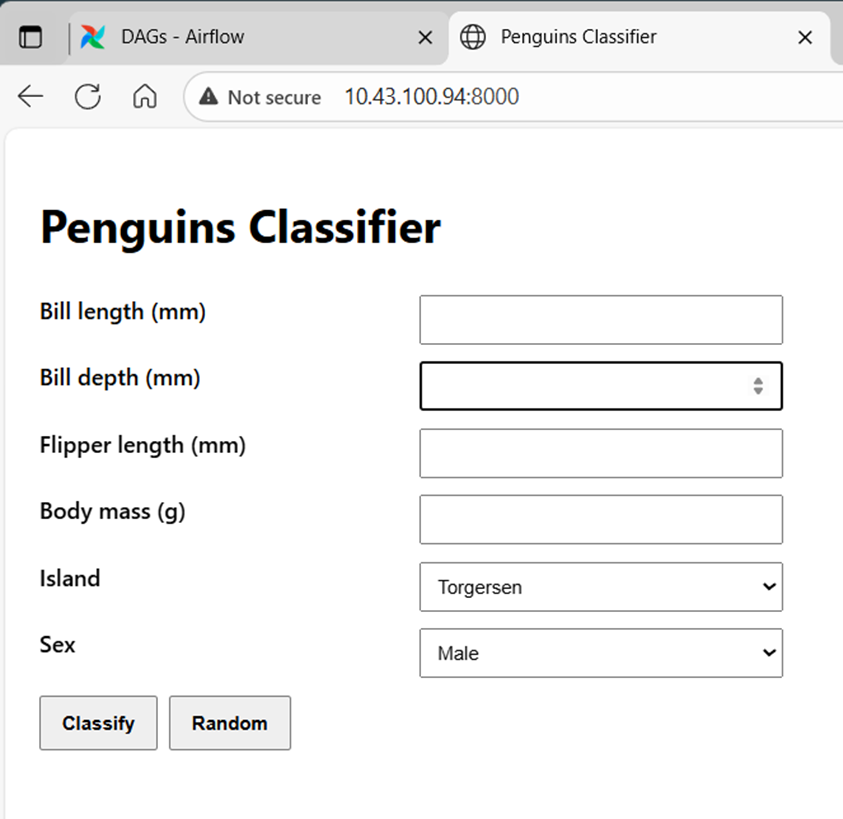 DAGs - Airflow
Penguins Classifier
Not secure 10.43.100.94:8000
Penguins Classifier
Bill length (mm)
Bill depth (mm)
Flipper length (mm)
Body mass (g)
Island Torgersen
Sex Male
Classify Random